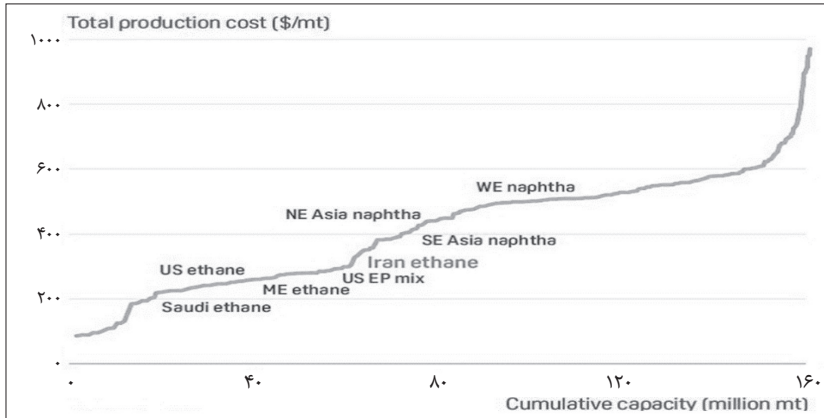 Total production cost ($/mt)
۱۰۰۰
۸۰۰
۶۰۰
۴۰۰
۲۰۰
۰
WE naphtha
NE Asia naphtha
SE Asia naphtha
Iran ethane
US ethane
US EP mix
ME ethane
Saudi ethane
۰ ۴۰ ۸۰ ۱۲۰ ۱۶۰
Cumulative capacity (million mt)